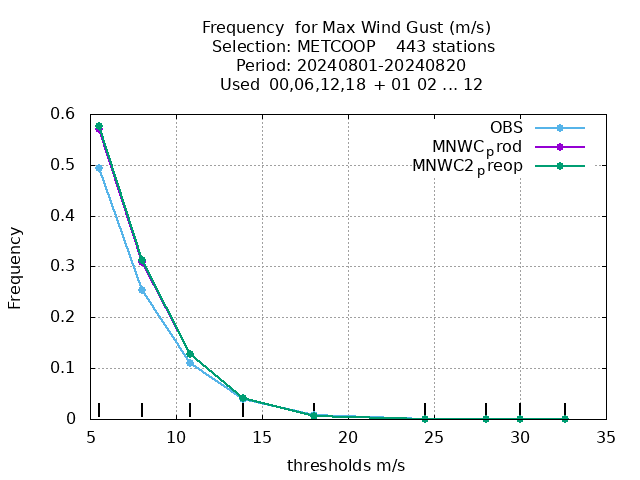 Frequency  for Max Wind Gust (m/s)
Selection: METCOOP    443 stations
Period: 20240801-20240820
Used  00,06,12,18  + 01 02 ... 12
0.6
0.5
0.4
0.3
0.2
0.1
0
Frequency
OBS
MNWCprod
MNWC2preop
5 10 15 20 25 30 35
thresholds m/s